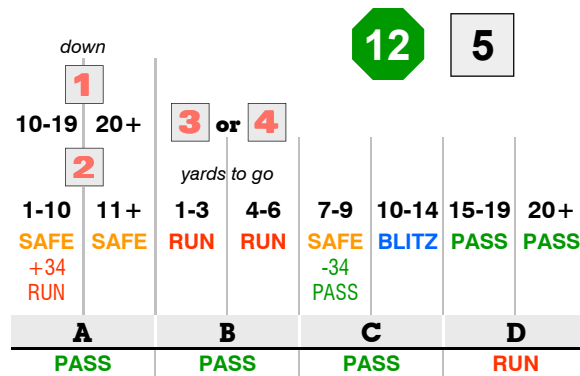 12 5
down
1
10-19 20+ 3 or 4
2 yards to go
1-10 11+ 1-3 4-6 7-9 10-14 15-19 20+
SAFE SAFE RUN RUN SAFE BLITZ PASS PASS
+34 -34
RUN PASS
A B C D
PASS PASS PASS RUN